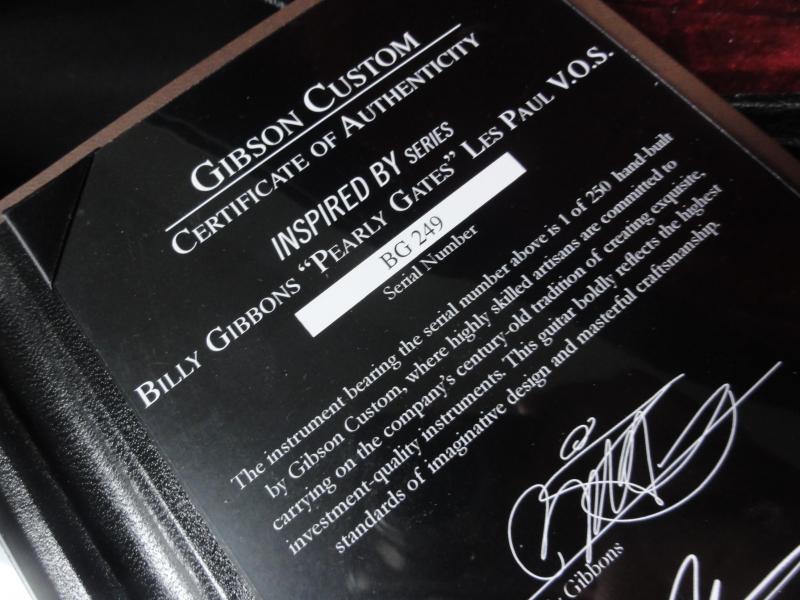 GIBSON CUSTOM
CERTIFICATE OF AUTHENTICITY
INSPIRED BY SERIES
BILLY GIBBONS "PEARLY GATES" LES PAUL V.O.S.
BG 249
Serial Number
The instrument bearing the serial number above is 1 of 250 hand-built
by Gibson Custom, where highly skilled artisans are committed to
carrying on the company's century-old tradition of creating exquisite,
investment-quality instruments. This guitar boldly reflects the highest
standards of imaginative design and masterful craftsmanship.
Gibbons